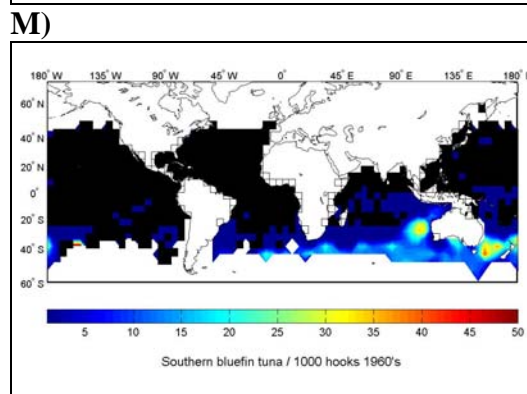 M)
180° W 135° W 90° W 45° W 0° 45° E 90° E 135° E 180° E
60° N
40° N
20° N
0°
20° S
40° S
60° S
5 10 15 20 25 30 35 40 45 50
Southern bluefin tuna / 1000 hooks 1960's